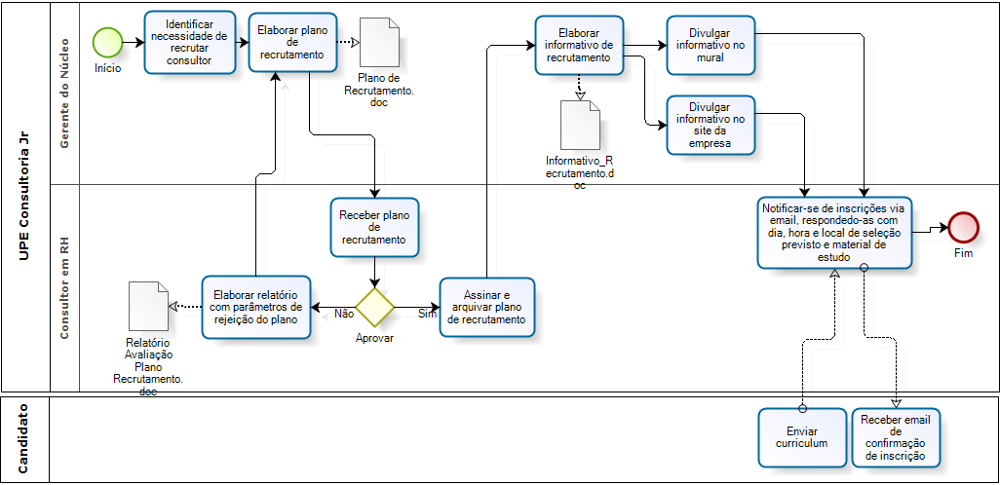 UPE Consultoria Jr
Gerente do Núcleo
Início
Identificar
necessidade de
recrutar
consultor
Elaborar plano
de
recrutamento
Plano de
Recrutamento.
doc
Elaborar
informativo de
recrutamento
Informativo_R
ecrutamento.d
oc
Divulgar
informativo no
mural
Divulgar
informativo no
site da
empresa
Consultor em RH
Receber plano
de
recrutamento
Aprovar
Não
Sim
Elaborar relatório
com parâmetros de
rejeição do plano
Relatório
Avaliação
Plano
Recrutamento.
doc
Assinar e
arquivar plano
de recrutamento
Notificar-se de inscrições via
email, respondedo-as com
dia, hora e local de seleção
previsto e material de
estudo
Fim
Candidato
Enviar
curriculum
Receber email
de
confirmação
de inscrição